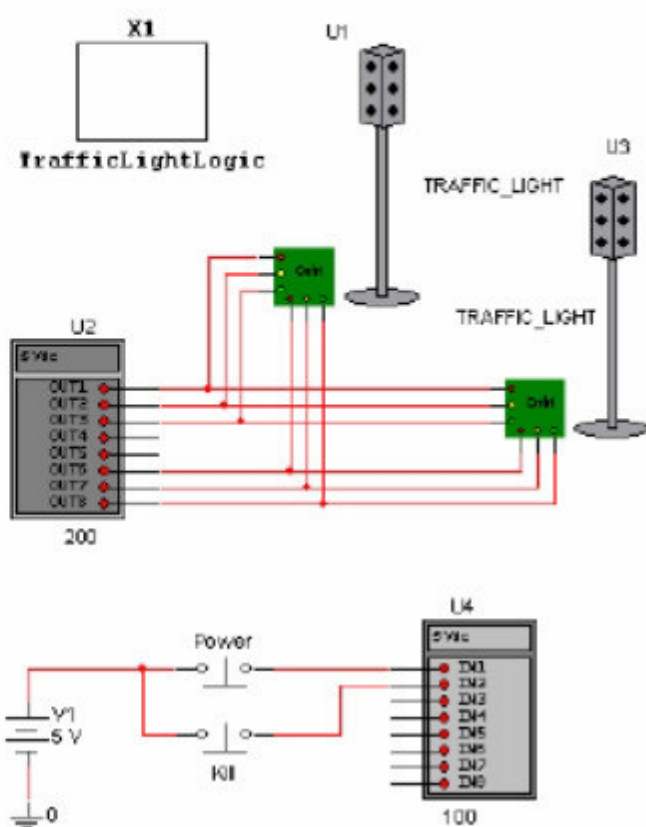 X1
TrafficLightLogic
U1
U3
TRAFFIC_LIGHT
TRAFFIC_LIGHT
U2
OUT1
OUT2
OUT3
OUT4
OUT5
OUT6
OUT7
OUT8
200
U4
Power
IN1
IN2
IN3
IN4
IN5
IN6
IN7
IN8
V1
5 V
Kill
0
100